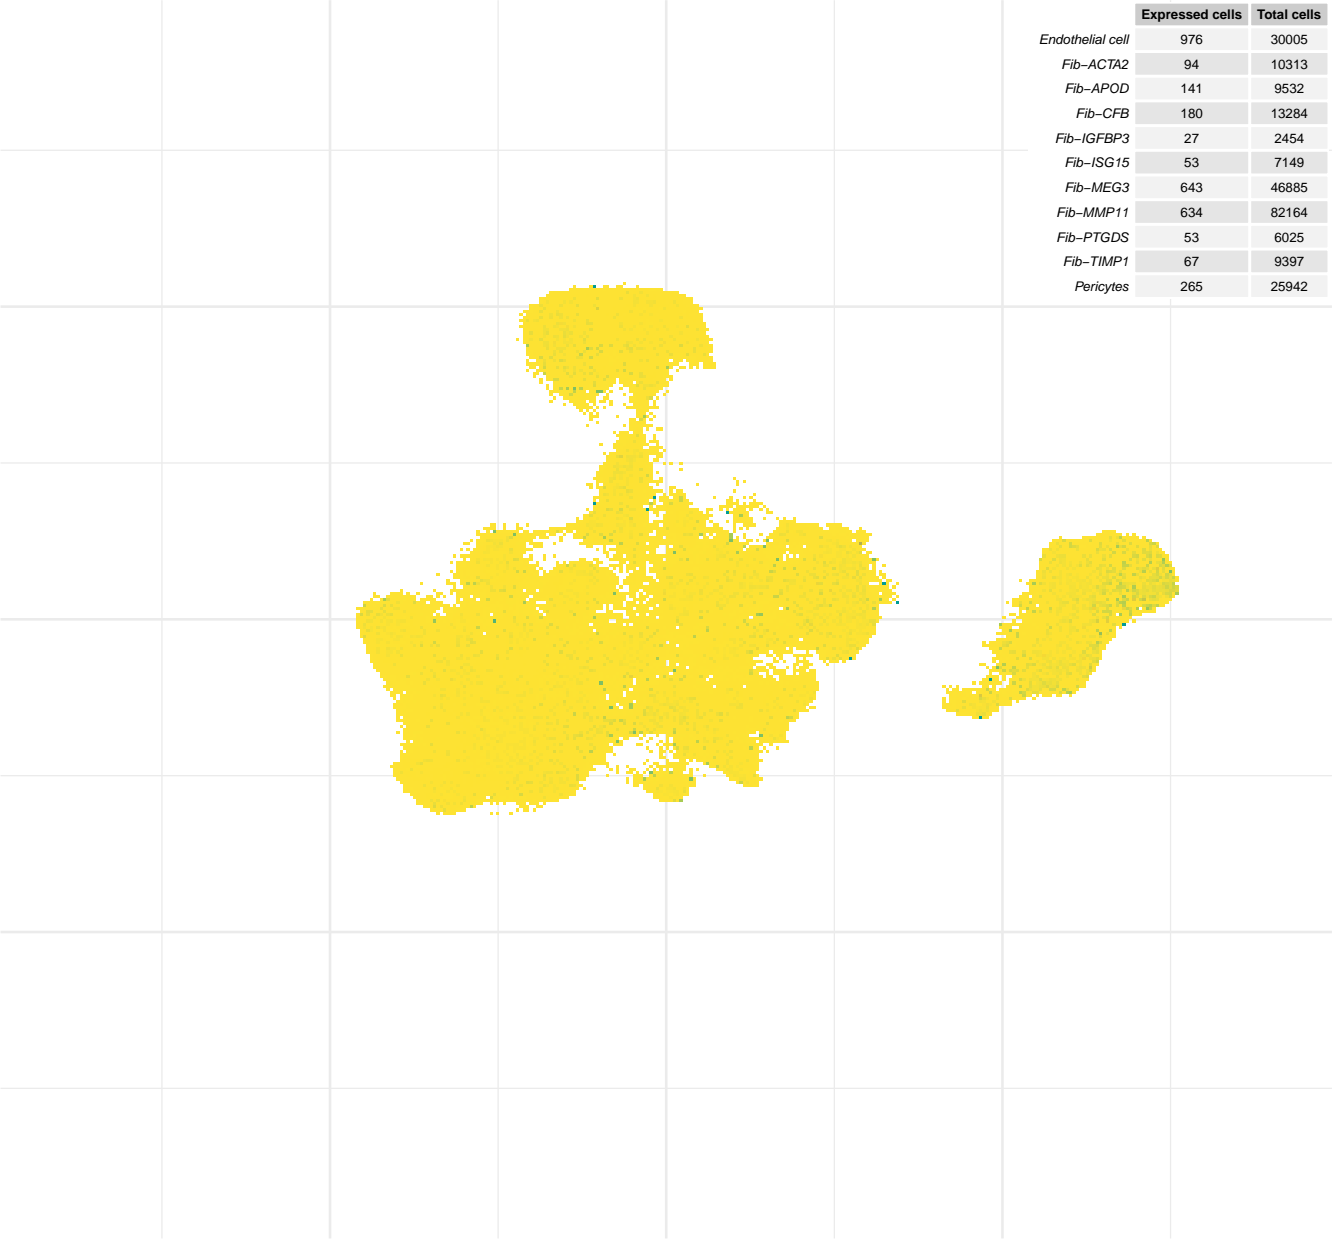 Expressed cells Total cells
Endothelial cell 976 30005
Fib−ACTA2 94 10313
Fib−APOD 141 9532
Fib−CFB 180 13284
Fib−IGFBP3 27 2454
Fib−ISG15 53 7149
Fib−MEG3 643 46885
Fib−MMP11 634 82164
Fib−PTGDS 53 6025
Fib−TIMP1 67 9397
Pericytes 265 25942